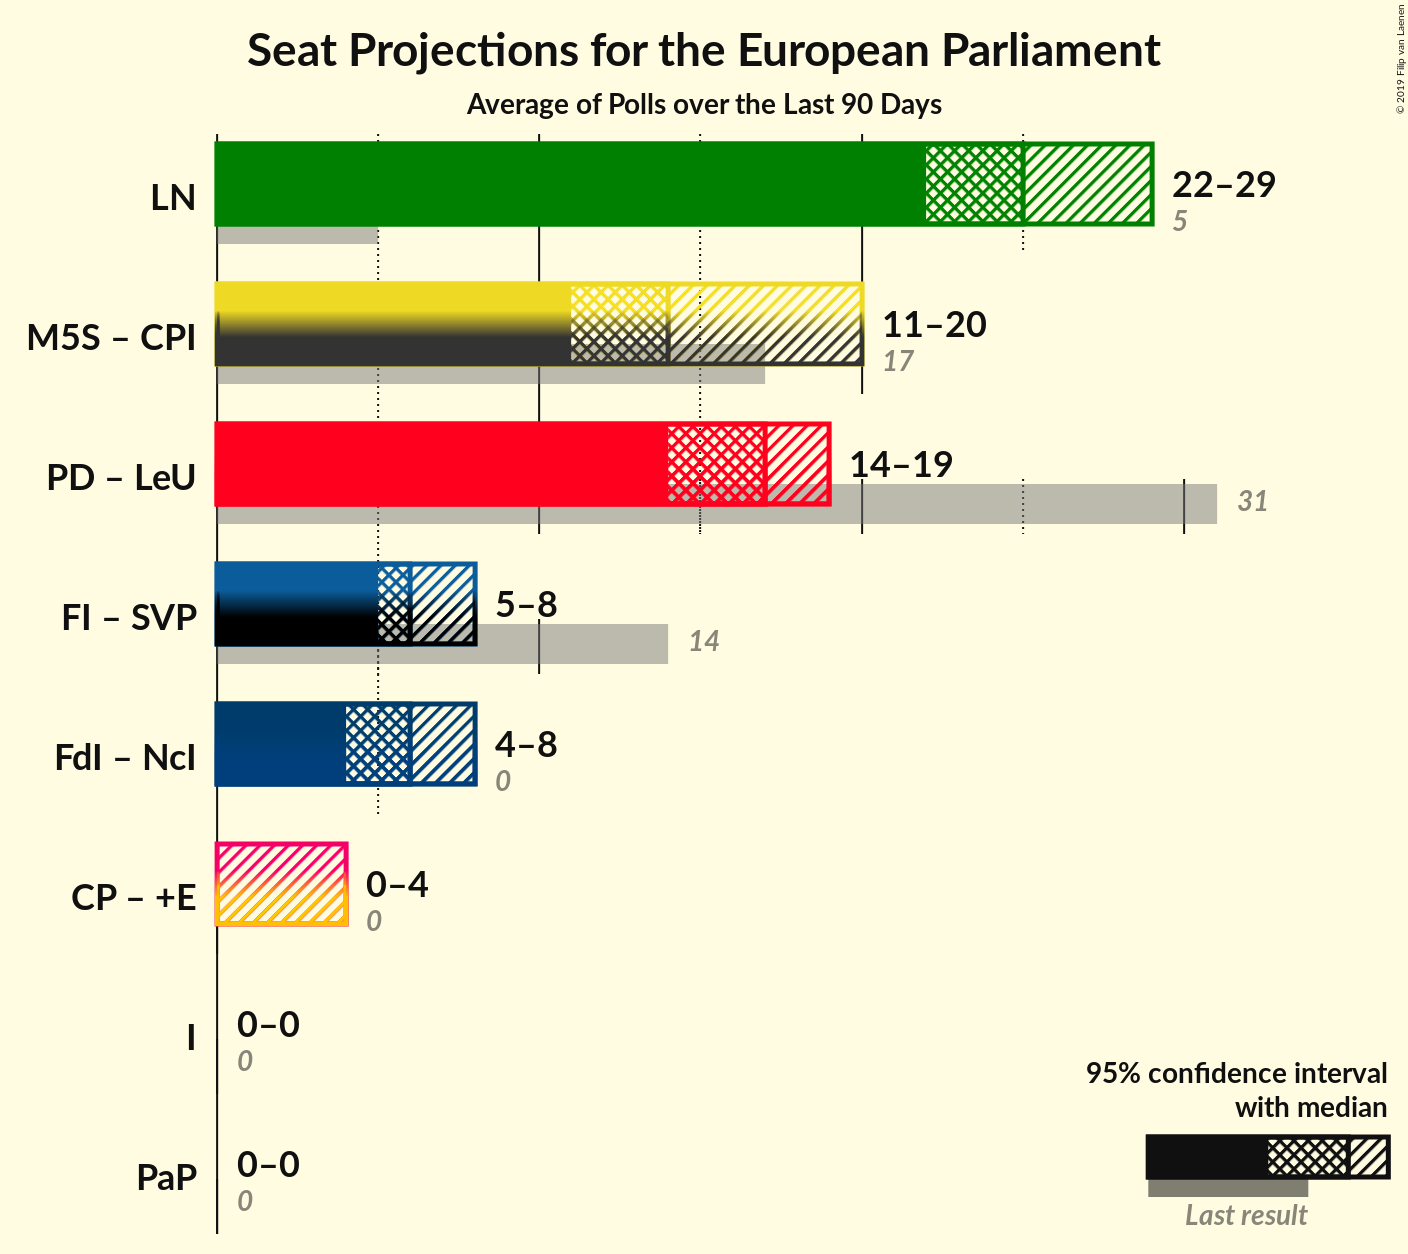 Seat Projections for the European Parliament
Average of Polls over the Last 90 Days
© 2019 Filip van Laenen
LN
22–29
5
M5S – CPI
11–20
17
PD – LeU
14–19
31
FI – SVP
5–8
14
FdI – NcI
4–8
0
CP – +E
0–4
0
I
0–0
0
PaP
0–0
0
95% confidence interval
with median
Last result